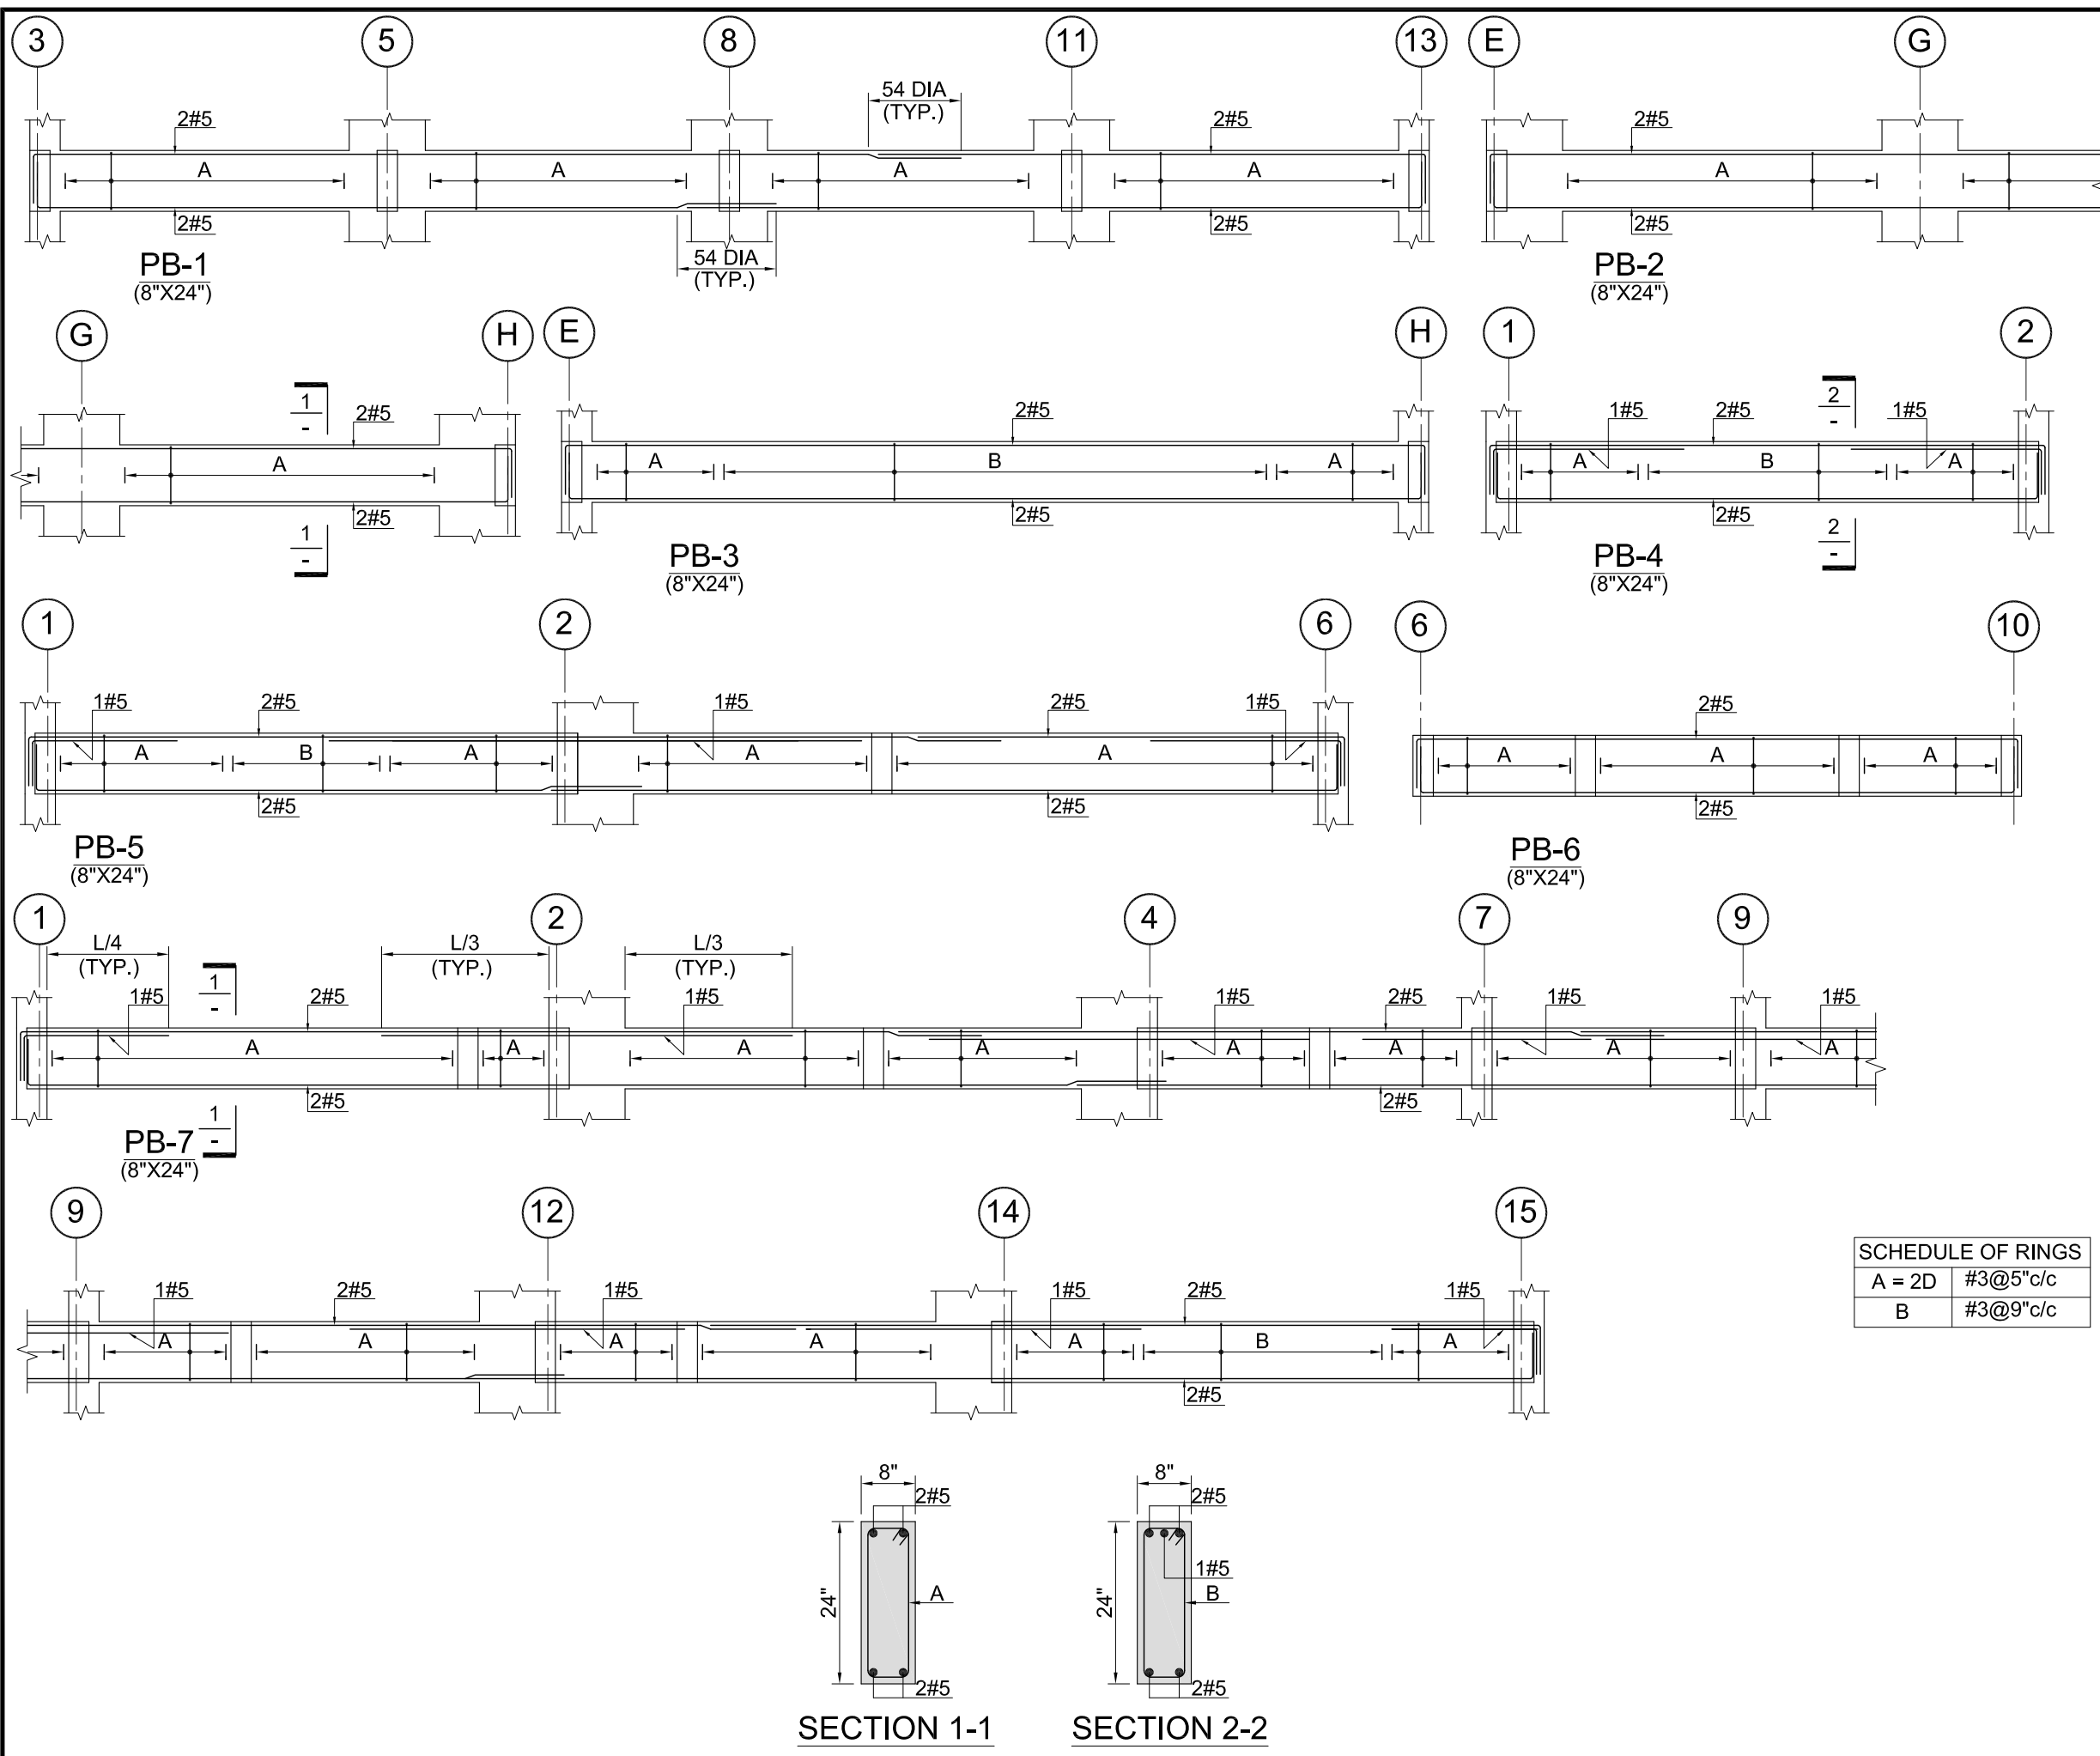 3 5 8 11 13 E G
54 DIA
(TYP.)
2#5 2#5 2#5
A A A A A
2#5 2#5 2#5
54 DIA
(TYP.)
PB-1
(8"X24")
PB-2
(8"X24")
G H E H 1 2
1
-
2#5 2#5 1#5 2#5 1#5
2
-
A A B A A B A
2#5 2#5 2#5
1
-
2
-
PB-3
(8"X24")
PB-4
(8"X24")
1 2 6 6 10
1#5 2#5 1#5 2#5 1#5 2#5
A B A A A A A A
2#5 2#5 2#5
PB-5
(8"X24")
PB-6
(8"X24")
1 2 4 7 9
L/4
(TYP.)
L/3
(TYP.)
L/3
(TYP.)
1
-
1#5 2#5 1#5 1#5 2#5 1#5 1#5
A A A A A A A A
2#5 2#5
1
-
PB-7
(8"X24")
9 12 14 15
1#5 2#5 1#5 1#5 2#5 1#5
A A A A A B A
2#5
SCHEDULE OF RINGS
A = 2D #3@5"c/c
B #3@9"c/c
8"
2#5
24"
A
2#5
SECTION 1-1
8"
2#5
1#5
24"
B
2#5
SECTION 2-2